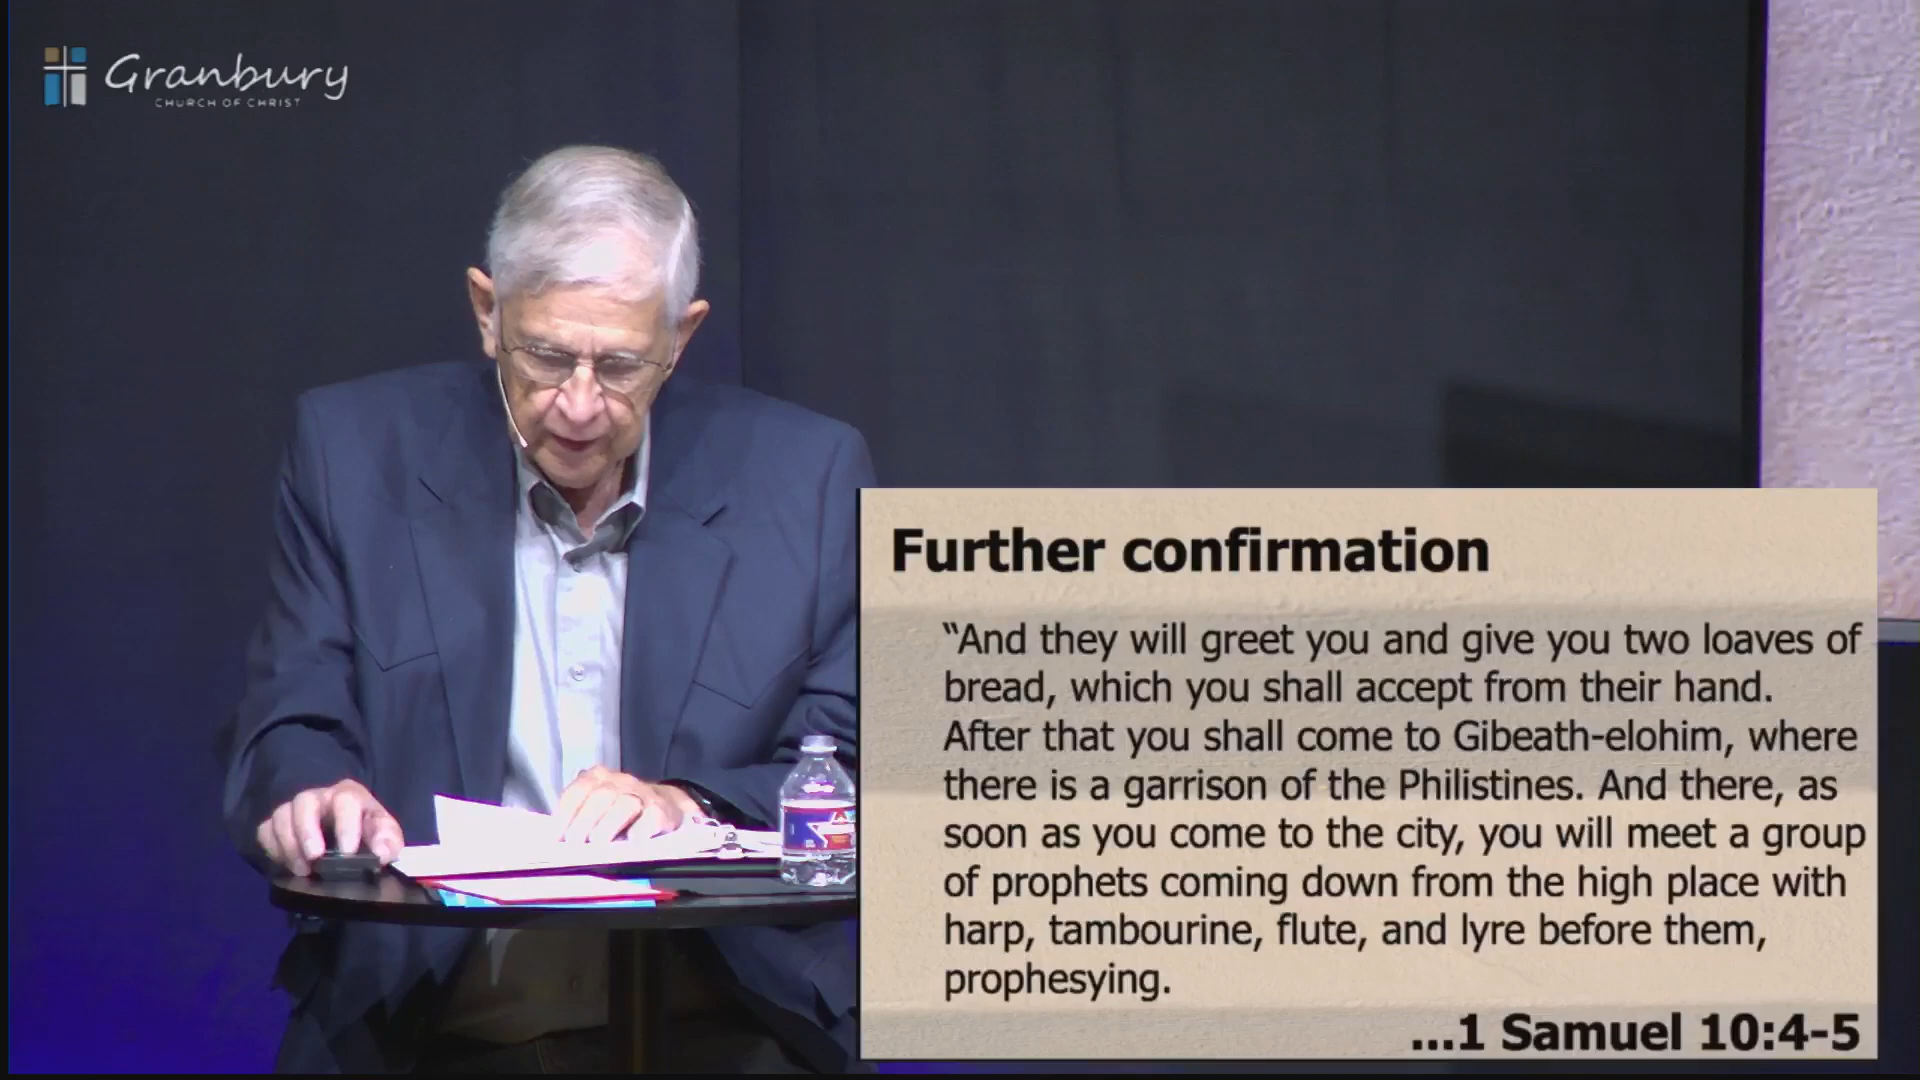 Granbury
CHURCH OF CHRIST
Further confirmation
“And they will greet you and give you two loaves of
bread, which you shall accept from their hand.
After that you shall come to Gibeath-elohim, where
there is a garrison of the Philistines. And there, as
soon as you come to the city, you will meet a group
of prophets coming down from the high place with
harp, tambourine, flute, and lyre before them,
prophesying.
...1 Samuel 10:4-5